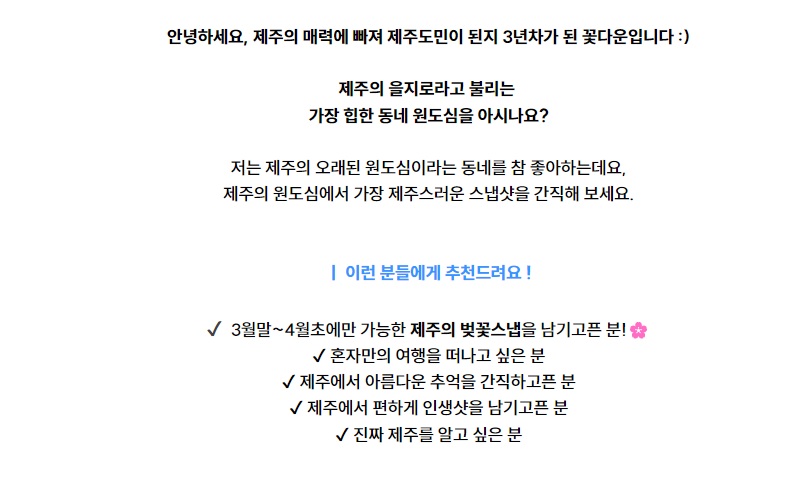 안녕하세요, 제주의 매력에 빠져 제주도민이 된지 3년차가 된 꽃다운입니다 :)
제주의 을지로라고 불리는
가장 힙한 동네 원도심을 아시나요?
저는 제주의 오래된 원도심이라는 동네를 참 좋아하는데요,
제주의 원도심에서 가장 제주스러운 스냅샷을 간직해 보세요.
| 이런 분들에게 추천드려요 !
✓ 3월말~4월초에만 가능한 제주의 벚꽃스냅을 남기고픈 분! 🌸
✓ 혼자만의 여행을 떠나고 싶은 분
✓ 제주에서 아름다운 추억을 간직하고픈 분
✓ 제주에서 편하게 인생샷을 남기고픈 분
✓ 진짜 제주를 알고 싶은 분